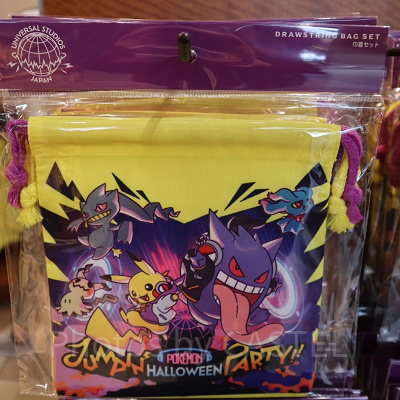 UNIVERSAL STUDIOS
JAPAN
DRAWSTRING BAG SET
巾着セット
JUMPIN' PARTY!!
POKÉMON
HALLOWEEN